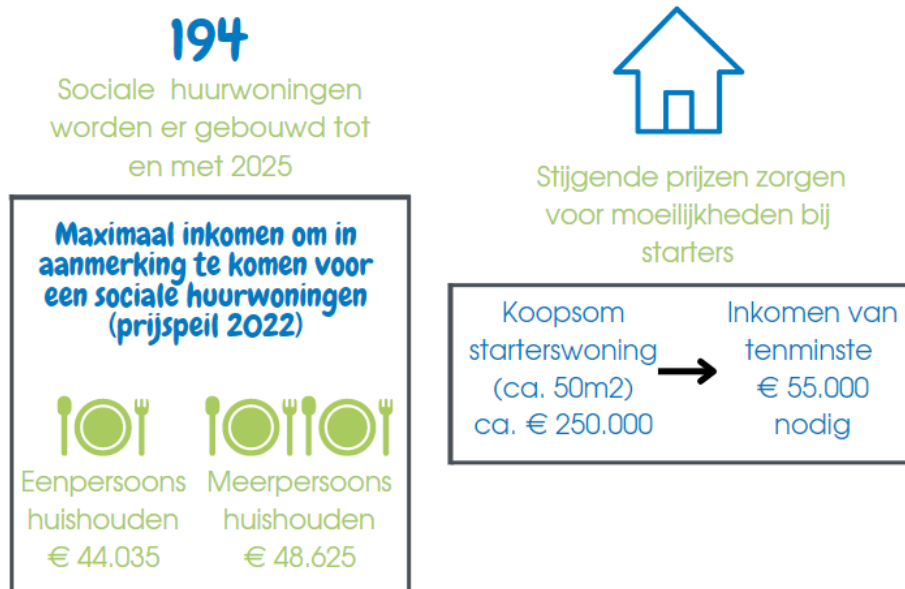 194
Sociale huurwoningen
worden er gebouwd tot
en met 2025
Maximaal inkomen om in
aanmerking te komen voor
een sociale huurwoningen
(prijspeil 2022)
Eenpersoons
huishouden
€ 44.035
Meerpersoons
huishouden
€ 48.625
Stijgende prijzen zorgen
voor moeilijkheden bij
starters
Koopsom
starterswoning
(ca. 50m2)
ca. € 250.000
Inkomen van
tenminste
€ 55.000
nodig